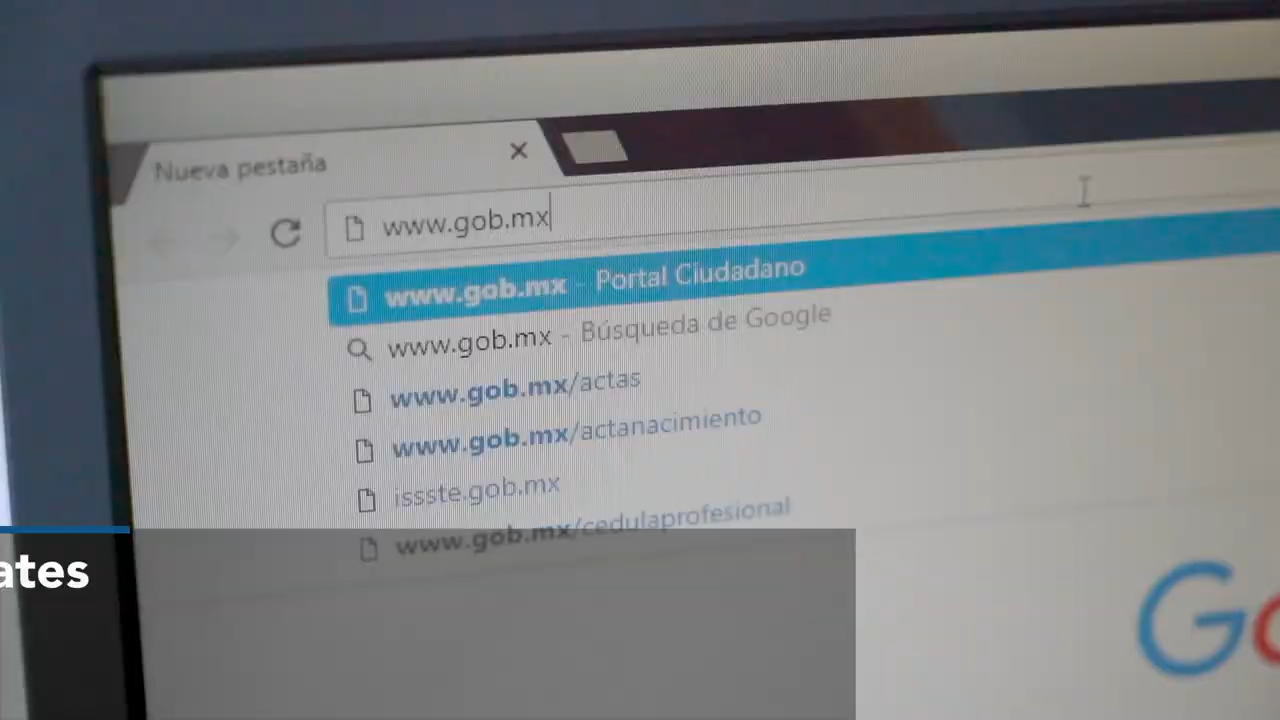 Nueva pestaña
www.gob.mx
www.gob.mx - Portal Ciudadano
www.gob.mx - Búsqueda de Google
www.gob.mx/actas
www.gob.mx/actanacimiento
issste.gob.mx
www.gob.mx/cedulaprofesional
ates